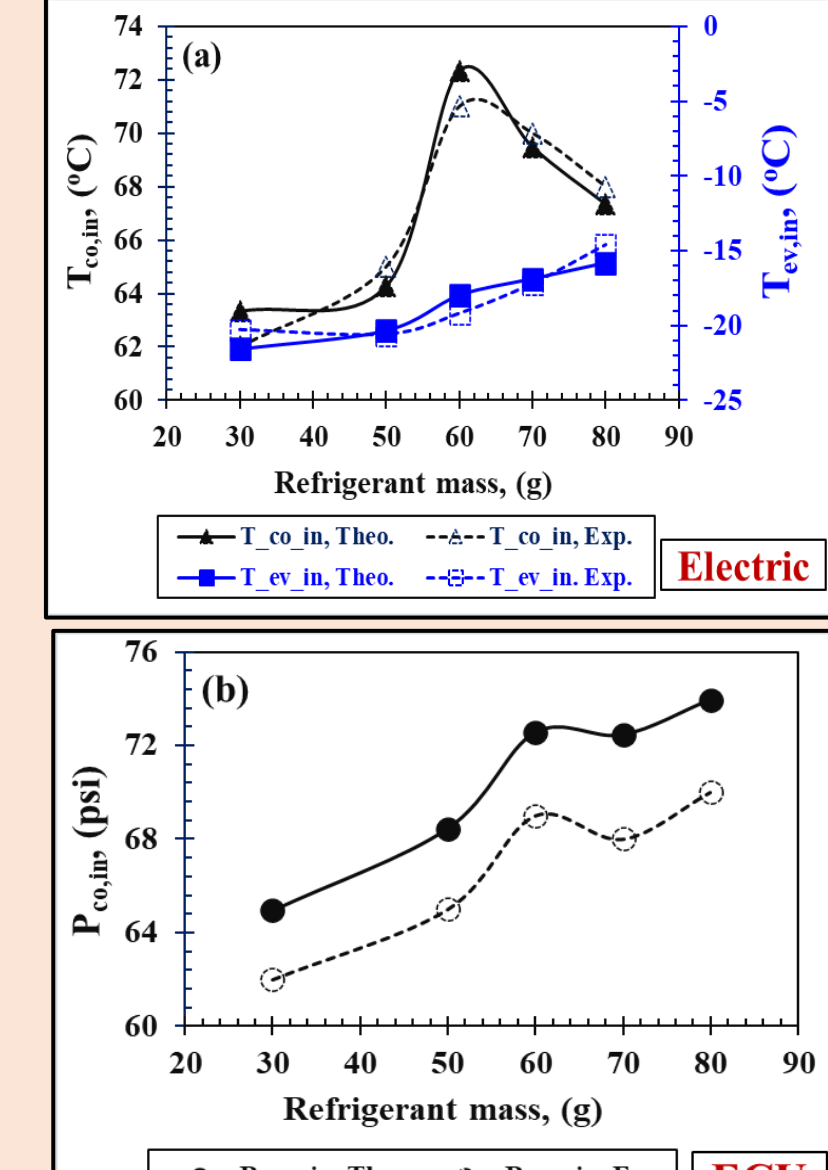 (a)
74
72
70
68
66
64
62
60
T_co,in, (ºC)
0
-5
-10
-15
-20
-25
T_ev,in, (ºC)
20 30 40 50 60 70 80 90
Refrigerant mass, (g)
T_co_in, Theo. T_co_in, Exp.
T_ev_in, Theo. T_ev_in. Exp.
Electric
(b)
76
72
68
64
60
P_co,in, (psi)
20 30 40 50 60 70 80 90
Refrigerant mass, (g)